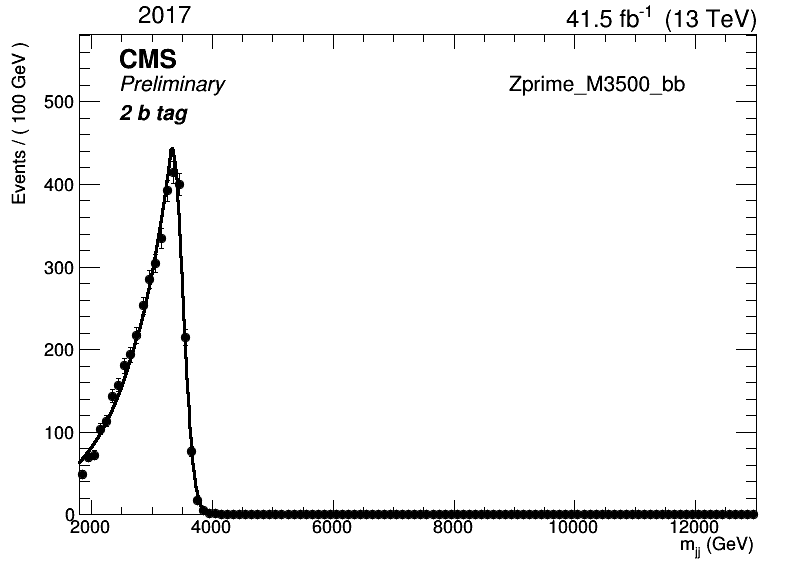 2017 41.5 fb⁻¹ (13 TeV)
CMS
Preliminary
Zprime_M3500_bb
2 b tag
Events / ( 100 GeV )
500
400
300
200
100
0
2000 4000 6000 8000 10000 12000
m_jj (GeV)